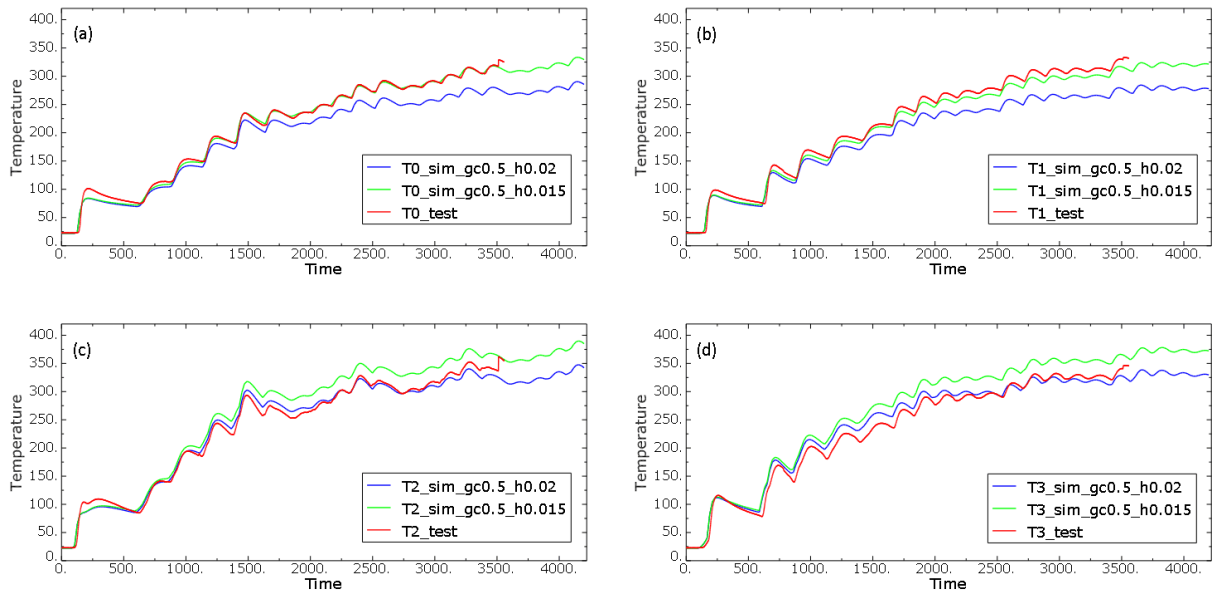 (a)
400.
350.
300.
250.
200.
150.
100.
50.
0.
Temperature
T0_sim_gc0.5_h0.02
T0_sim_gc0.5_h0.015
T0_test
0. 500. 1000. 1500. 2000. 2500. 3000. 3500. 4000.
Time
(b)
400.
350.
300.
250.
200.
150.
100.
50.
0.
Temperature
T1_sim_gc0.5_h0.02
T1_sim_gc0.5_h0.015
T1_test
0. 500. 1000. 1500. 2000. 2500. 3000. 3500. 4000.
Time
(c)
400.
350.
300.
250.
200.
150.
100.
50.
0.
Temperature
T2_sim_gc0.5_h0.02
T2_sim_gc0.5_h0.015
T2_test
0. 500. 1000. 1500. 2000. 2500. 3000. 3500. 4000.
Time
(d)
400.
350.
300.
250.
200.
150.
100.
50.
0.
Temperature
T3_sim_gc0.5_h0.02
T3_sim_gc0.5_h0.015
T3_test
0. 500. 1000. 1500. 2000. 2500. 3000. 3500. 4000.
Time